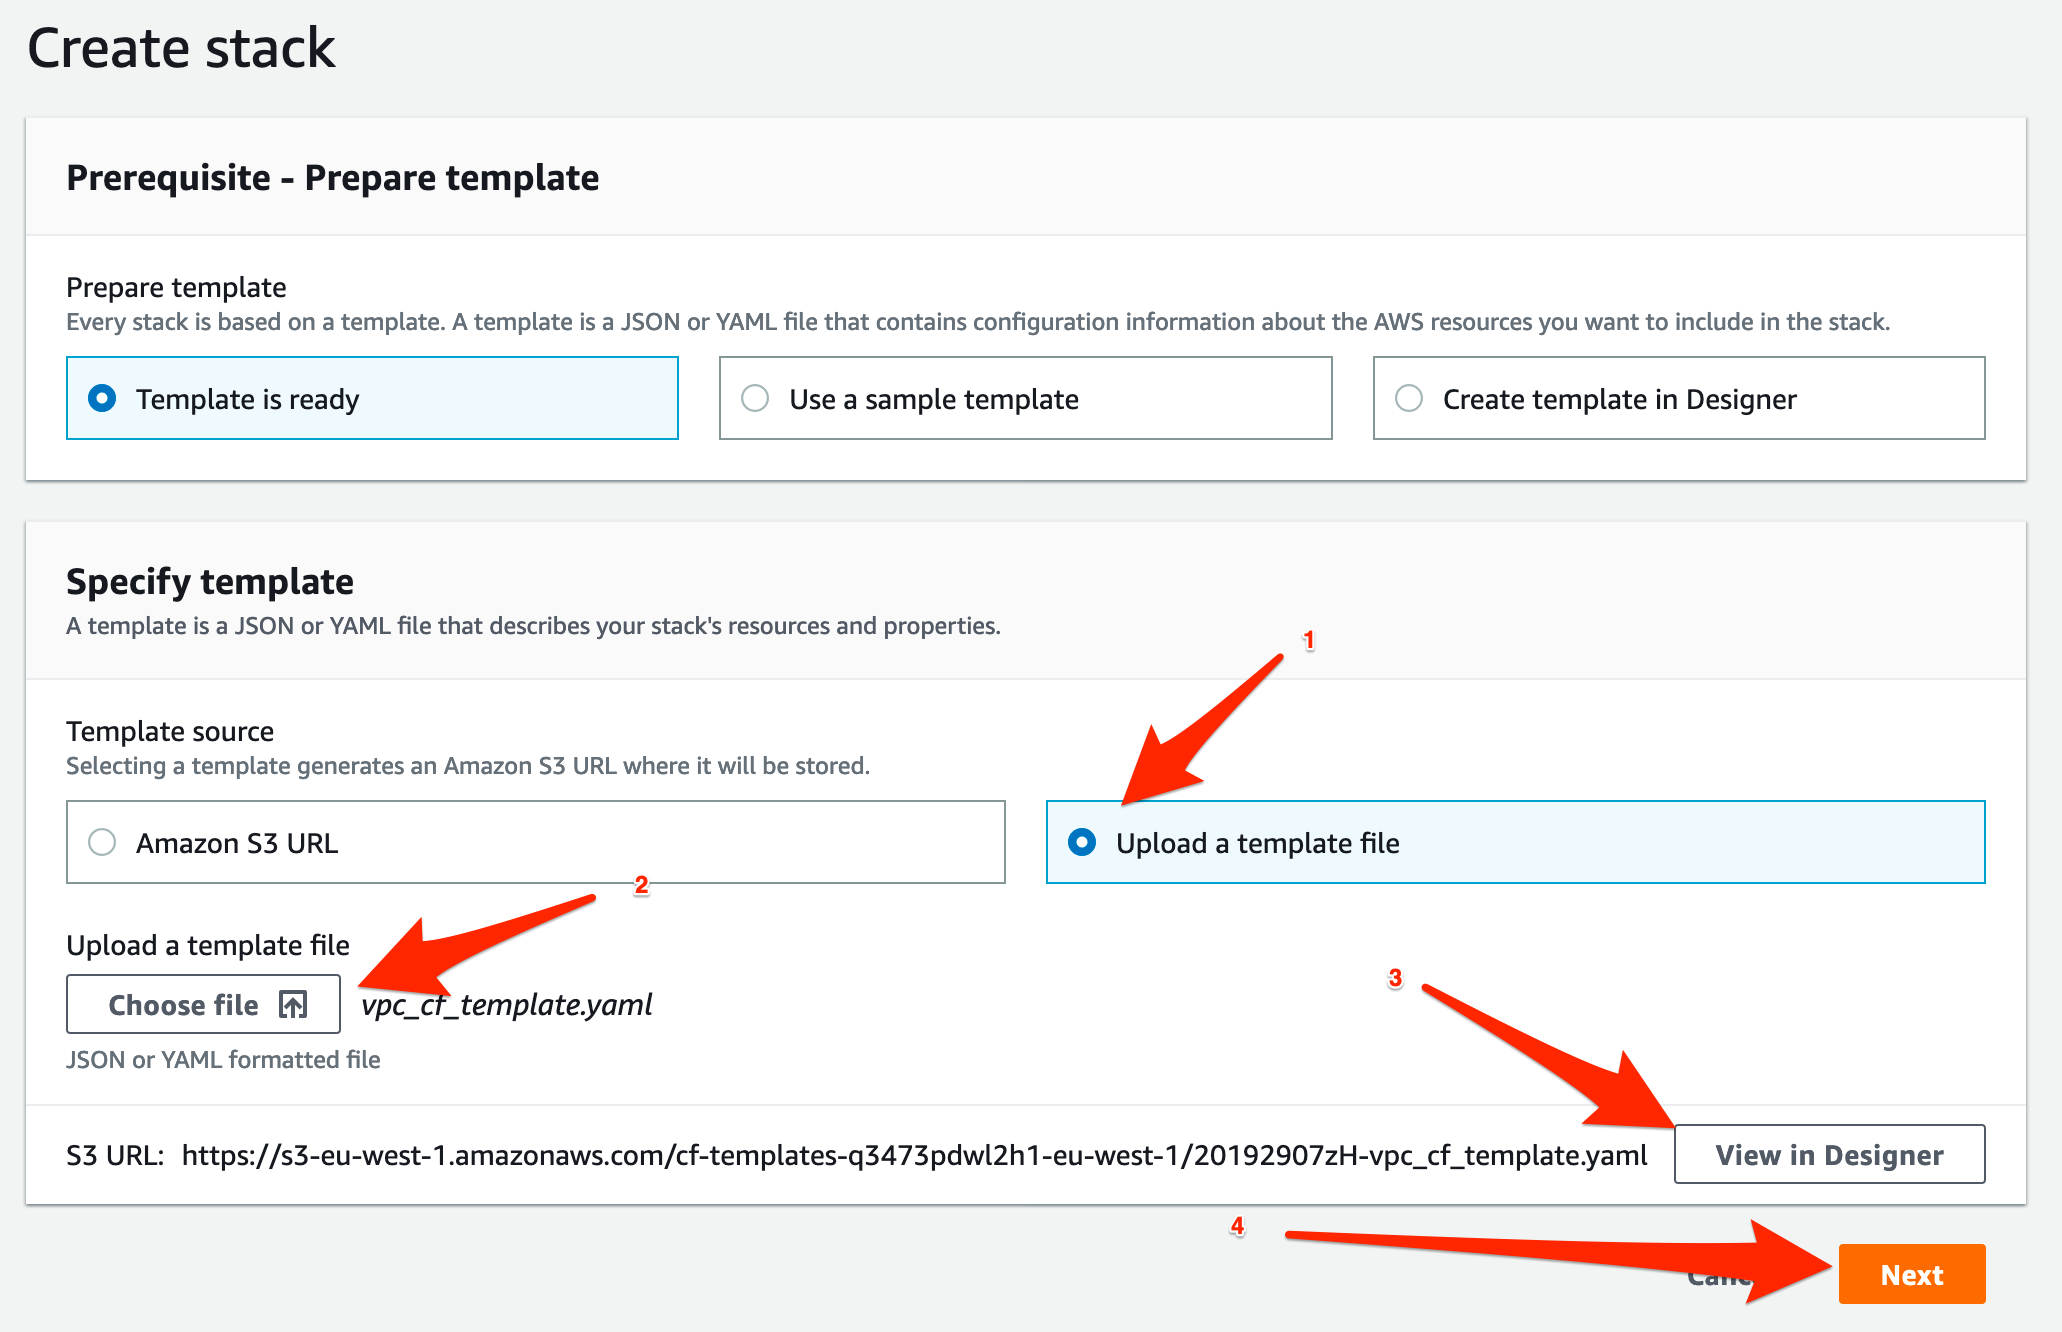 Create stack
Prerequisite - Prepare template
Prepare template
Every stack is based on a template. A template is a JSON or YAML file that contains configuration information about the AWS resources you want to include in the stack.
Template is ready
Use a sample template
Create template in Designer
Specify template
A template is a JSON or YAML file that describes your stack's resources and properties.
1
Template source
Selecting a template generates an Amazon S3 URL where it will be stored.
Amazon S3 URL
Upload a template file
2
Upload a template file
Choose file
vpc_cf_template.yaml
3
JSON or YAML formatted file
S3 URL: https://s3-eu-west-1.amazonaws.com/cf-templates-q3473pdwl2h1-eu-west-1/20192907zH-vpc_cf_template.yaml
View in Designer
4
Next